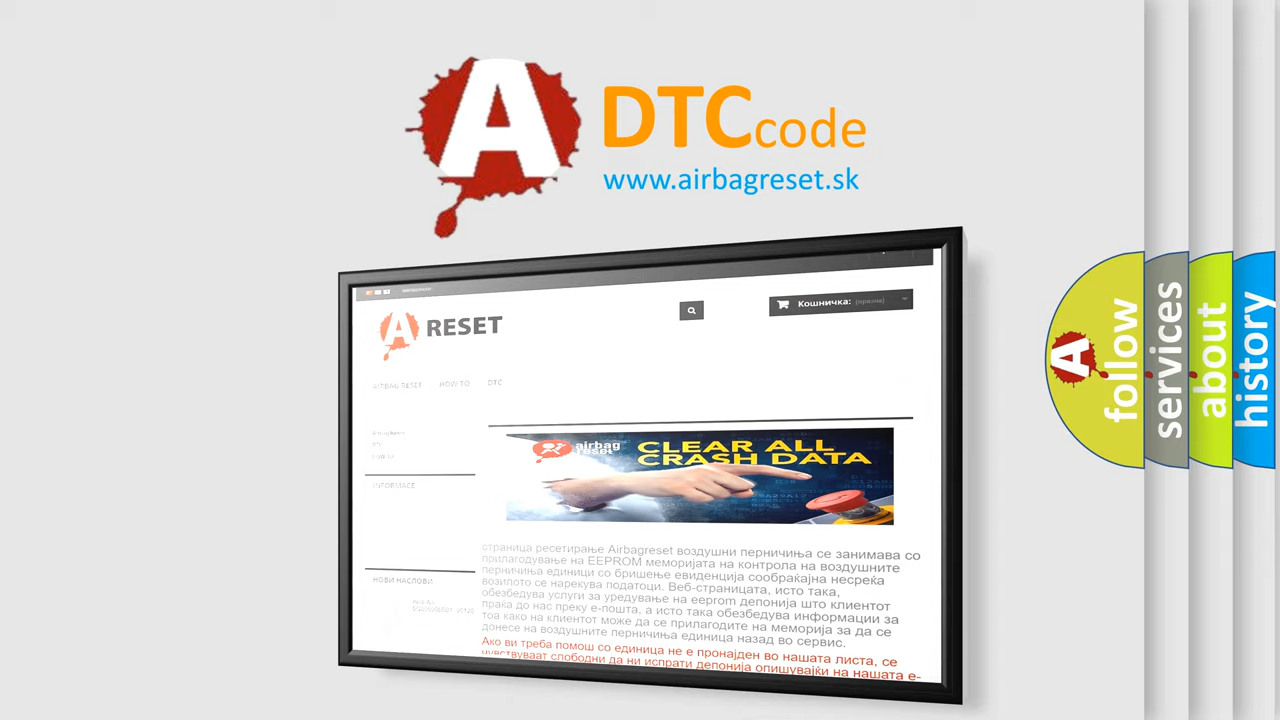 A
DTC code
www.airbagreset.sk
Кошничка: (празна)
A RESET
AIRBAG RESET HOW TO DTC
airbag reset
CLEAR ALL
CRASH DATA
INFORMACE
страница ресетирање Airbagreset воздушни перничиња се занимава со
прилагодување на EEPROM меморијата на контрола на воздушните
перничиња единици со бришење евиденција сообраќајна несреќа
возилото се нарекува податоци. Веб-страницата, исто така,
обезбедува услуги за уредување на eeprom депонија што клиентот
праќа до нас преку е-пошта, а исто така обезбедува информации за
тоа како на клиентот може да се прилагодите на меморија за да се
донесе на воздушните перничиња единица назад во сервис.
НОВИ НАСЛОВИ
Ако ви треба помош со единица не е пронајден во нашата листа, се
чувствуваат слободни да ни испрати депонија опишувајќи на нашата е-
A follow
services
about
history